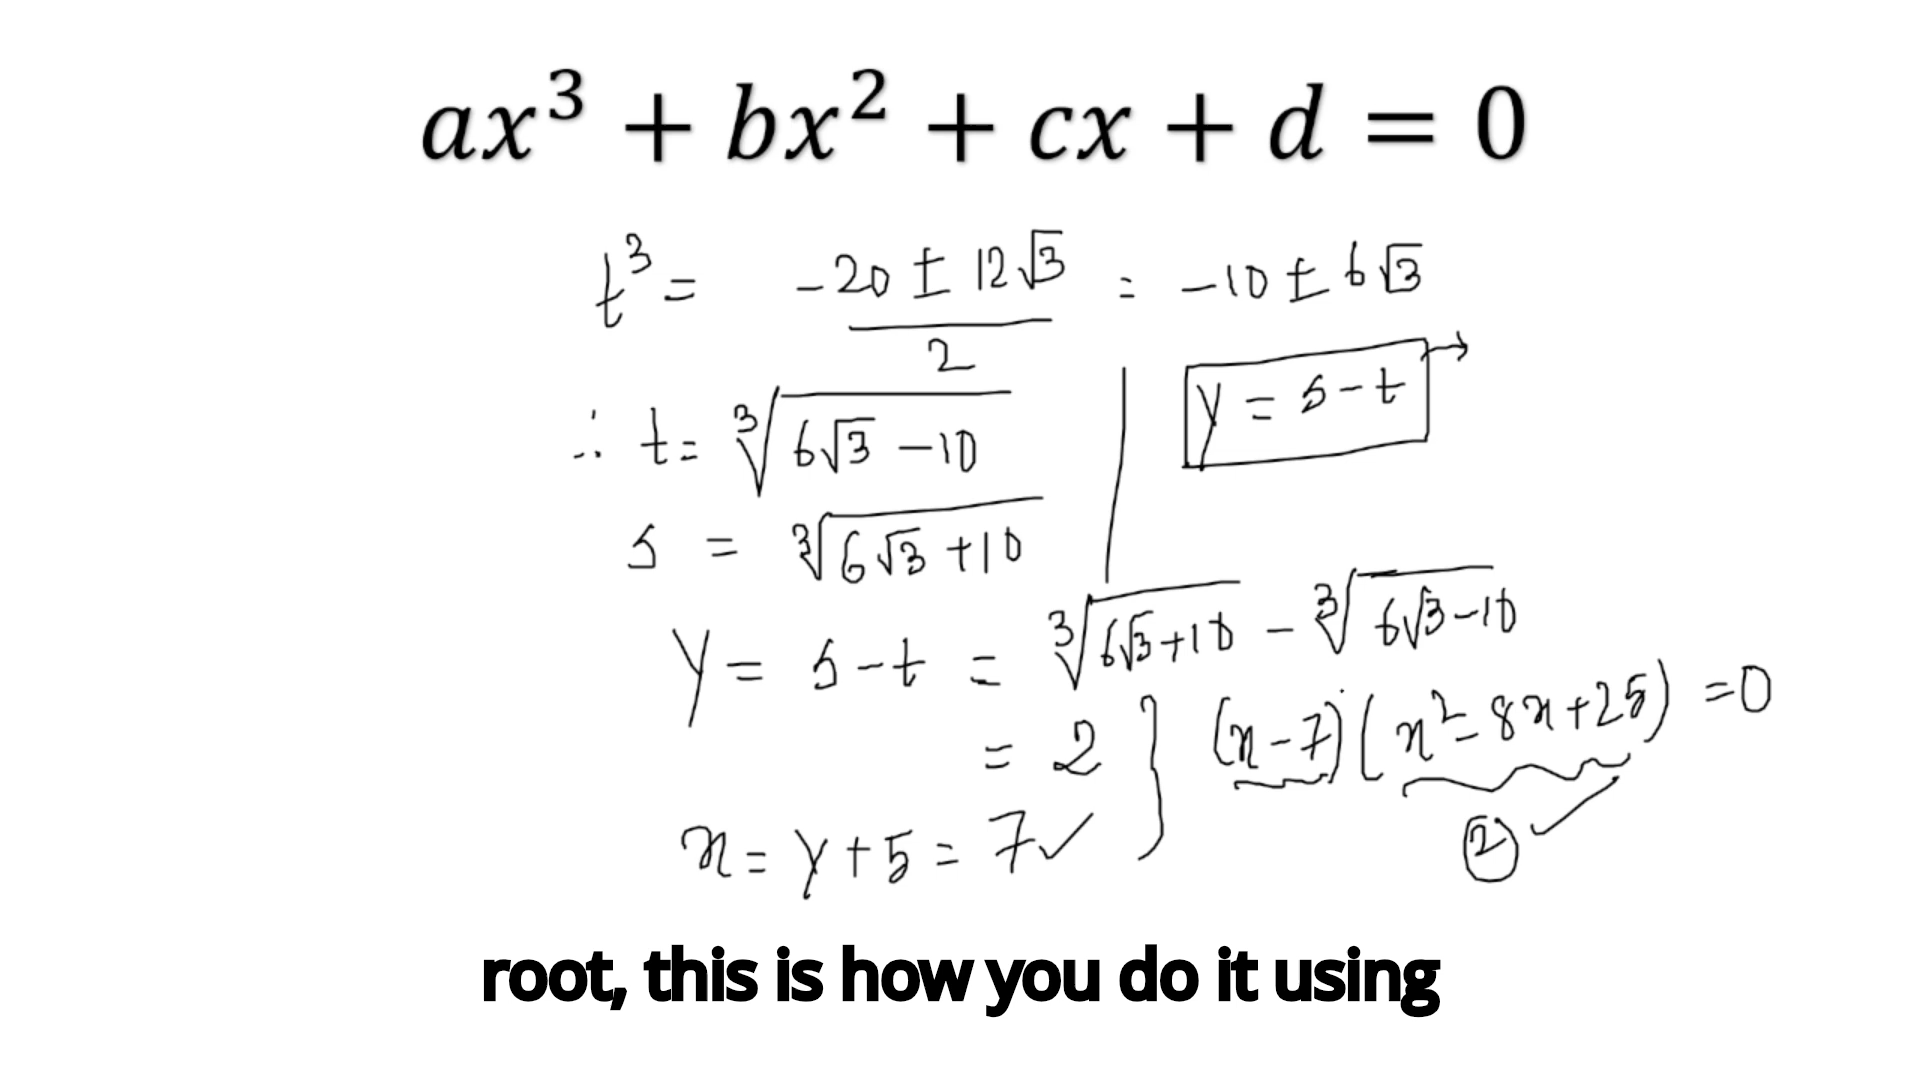 ax³ + bx² + cx + d = 0
t³ = (-20 ± 12√3)/2 = -10 ± 6√3
∴ t = ∛(6√3 - 10)
y = s - t →
s = ∛(6√3 + 10)
y = s - t = ∛(6√3 + 10) - ∛(6√3 - 10)
= 2 } (x - 7)(x² - 8x + 25) = 0
x = y + 5 = 7 ✓
② ✓
root, this is how you do it using